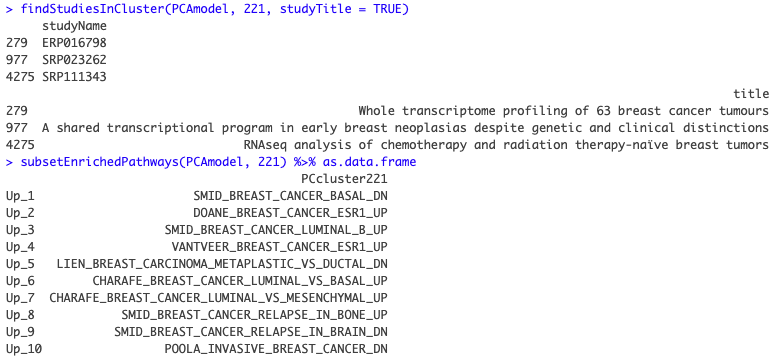 > findStudiesInCluster(PCAmodel, 221, studyTitle = TRUE)
studyName
279 ERP016798
977 SRP023262
4275 SRP111343
title
279 Whole transcriptome profiling of 63 breast cancer tumours
977 A shared transcriptional program in early breast neoplasias despite genetic and clinical distinctions
4275 RNAseq analysis of chemotherapy and radiation therapy-naïve breast tumors
> subsetEnrichedPathways(PCAmodel, 221) %>% as.data.frame
PCcluster221
Up_1 SMID_BREAST_CANCER_BASAL_DN
Up_2 DOANE_BREAST_CANCER_ESR1_UP
Up_3 SMID_BREAST_CANCER_LUMINAL_B_UP
Up_4 VANTVEER_BREAST_CANCER_ESR1_UP
Up_5 LIEN_BREAST_CARCINOMA_METAPLASTIC_VS_DUCTAL_DN
Up_6 CHARAFE_BREAST_CANCER_LUMINAL_VS_BASAL_UP
Up_7 CHARAFE_BREAST_CANCER_LUMINAL_VS_MESENCHYMAL_UP
Up_8 SMID_BREAST_CANCER_RELAPSE_IN_BONE_UP
Up_9 SMID_BREAST_CANCER_RELAPSE_IN_BRAIN_DN
Up_10 POOLA_INVASIVE_BREAST_CANCER_DN